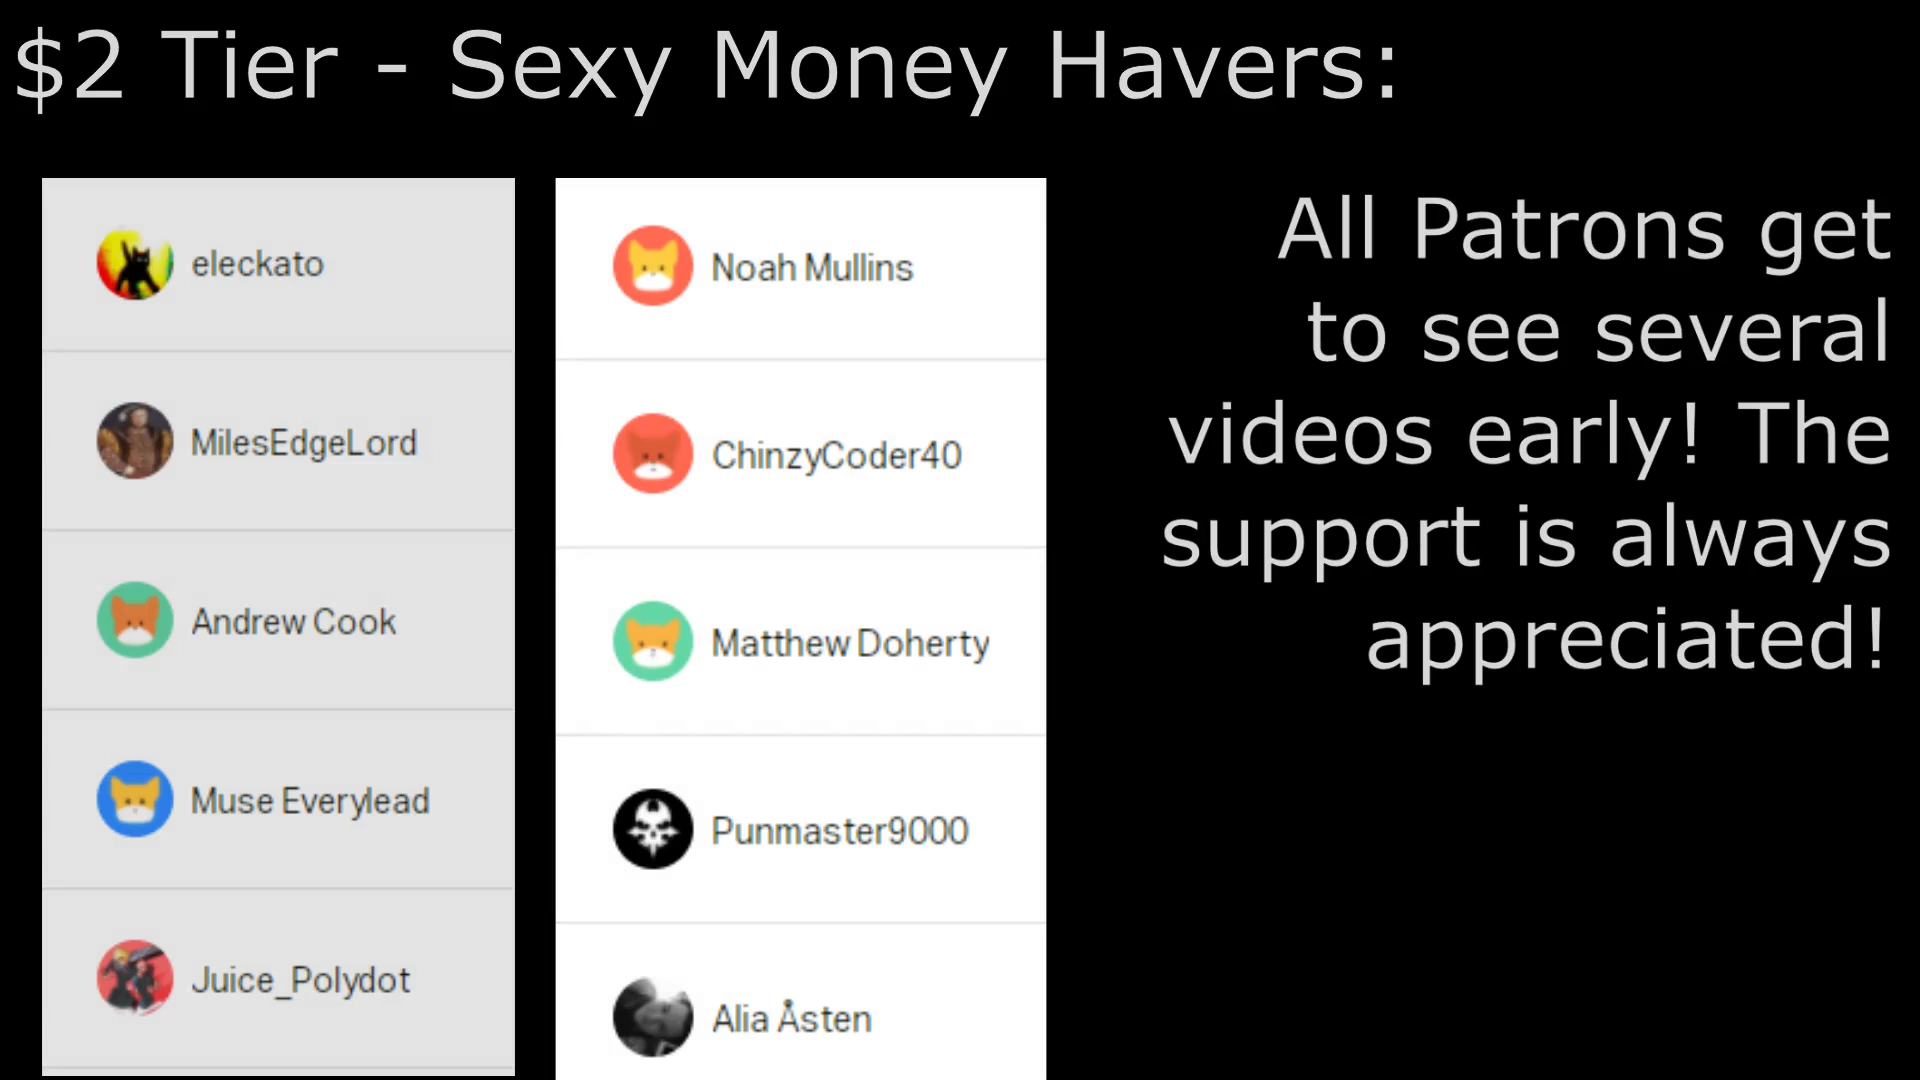 $2 Tier - Sexy Money Havers:
eleckato
MilesEdgeLord
Andrew Cook
Muse Everylead
Juice_Polydot
Noah Mullins
ChinzyCoder40
Matthew Doherty
Punmaster9000
Alia Åsten
All Patrons get
to see several
videos early! The
support is always
appreciated!